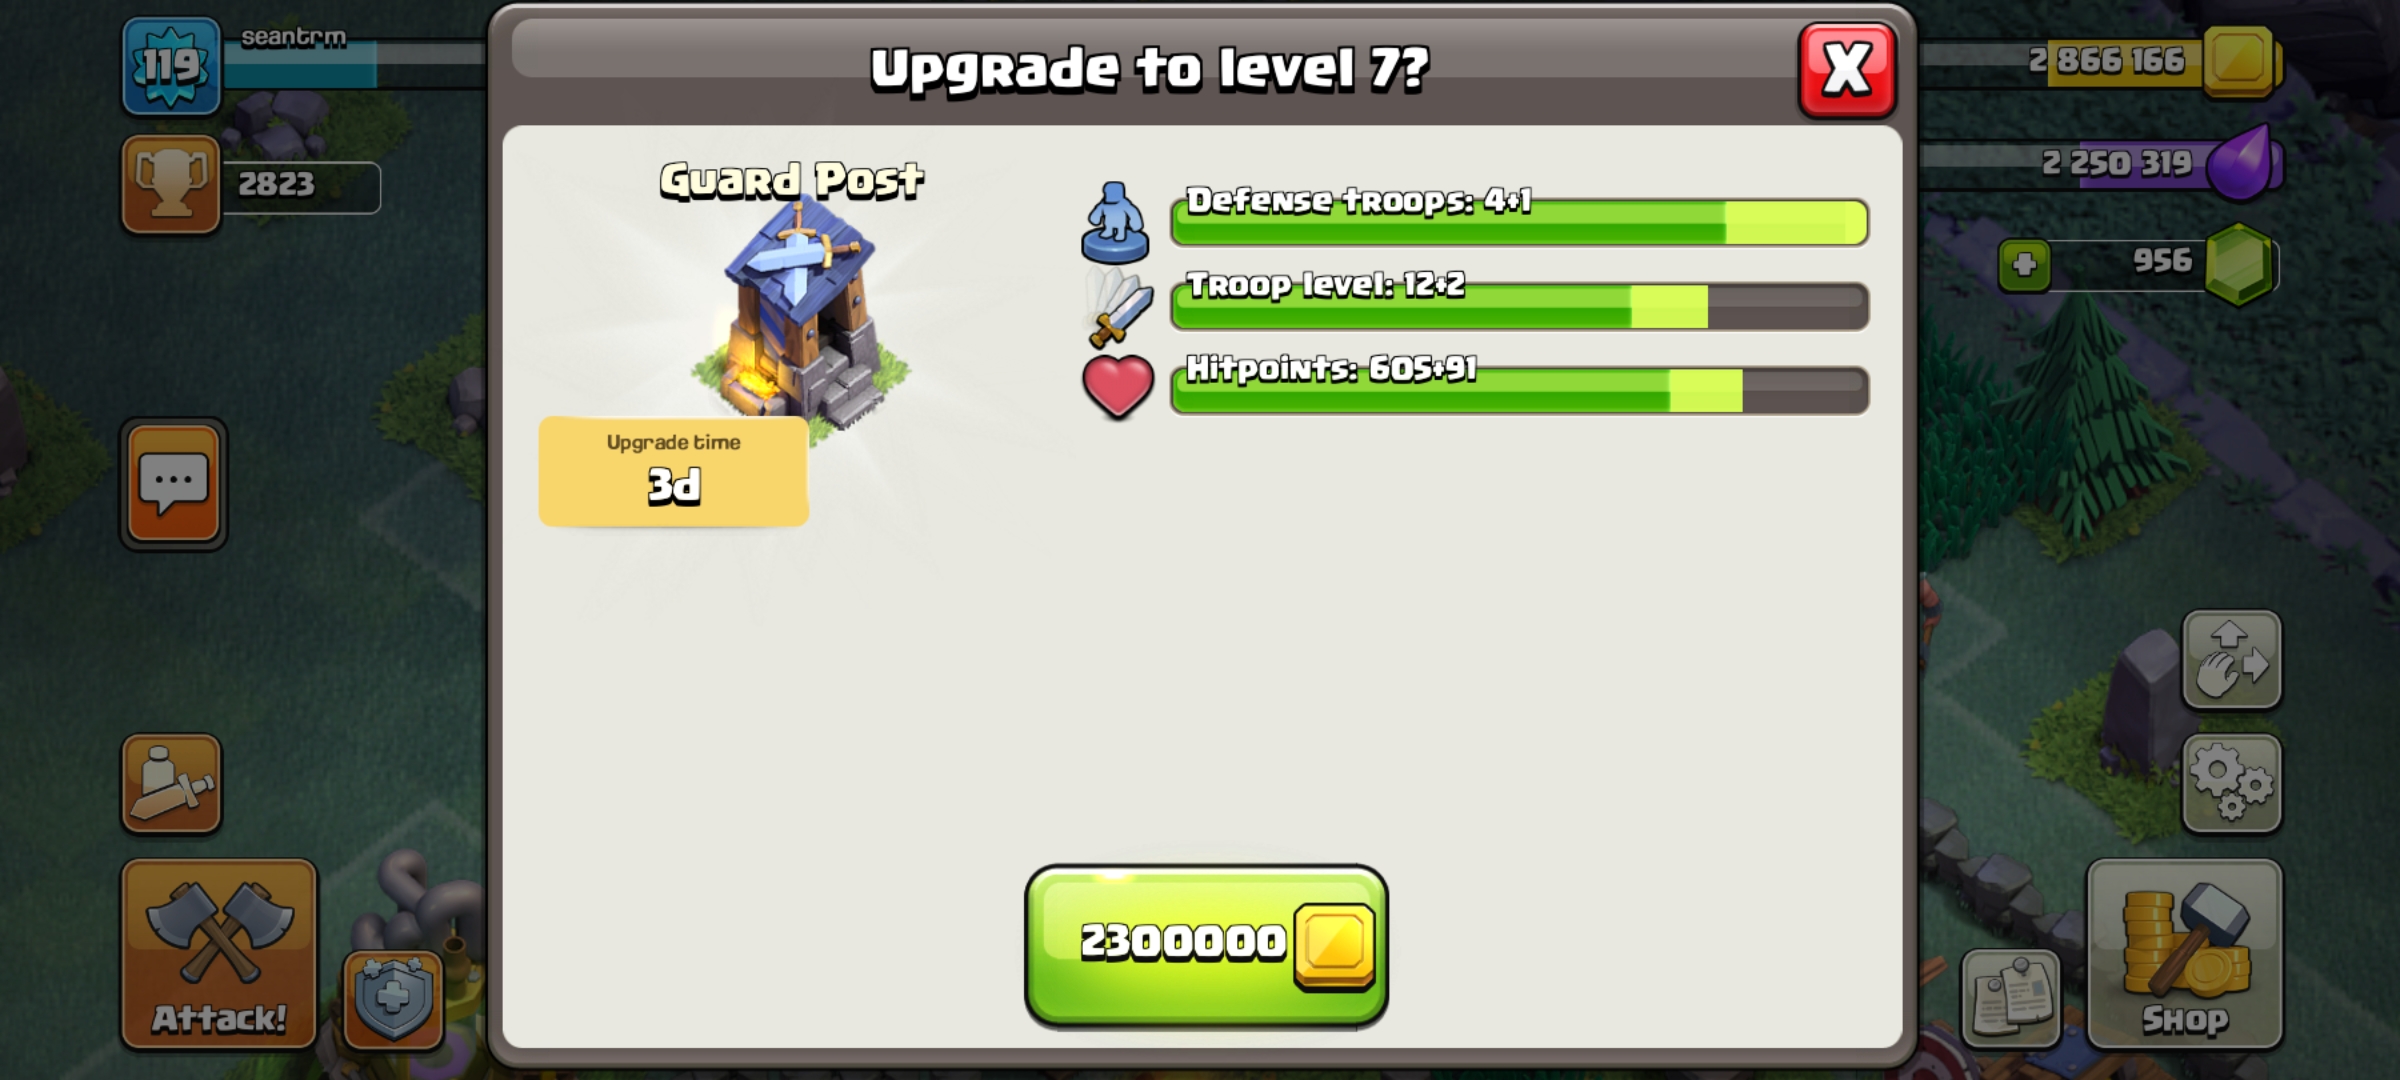 119
seantrm
2823
Upgrade to level 7?
X
2 866 166
2 250 319
956
Guard Post
Upgrade time
3d
Defense troops: 4+1
Troop level: 12+2
Hitpoints: 605+91
2300000
Attack!
Shop